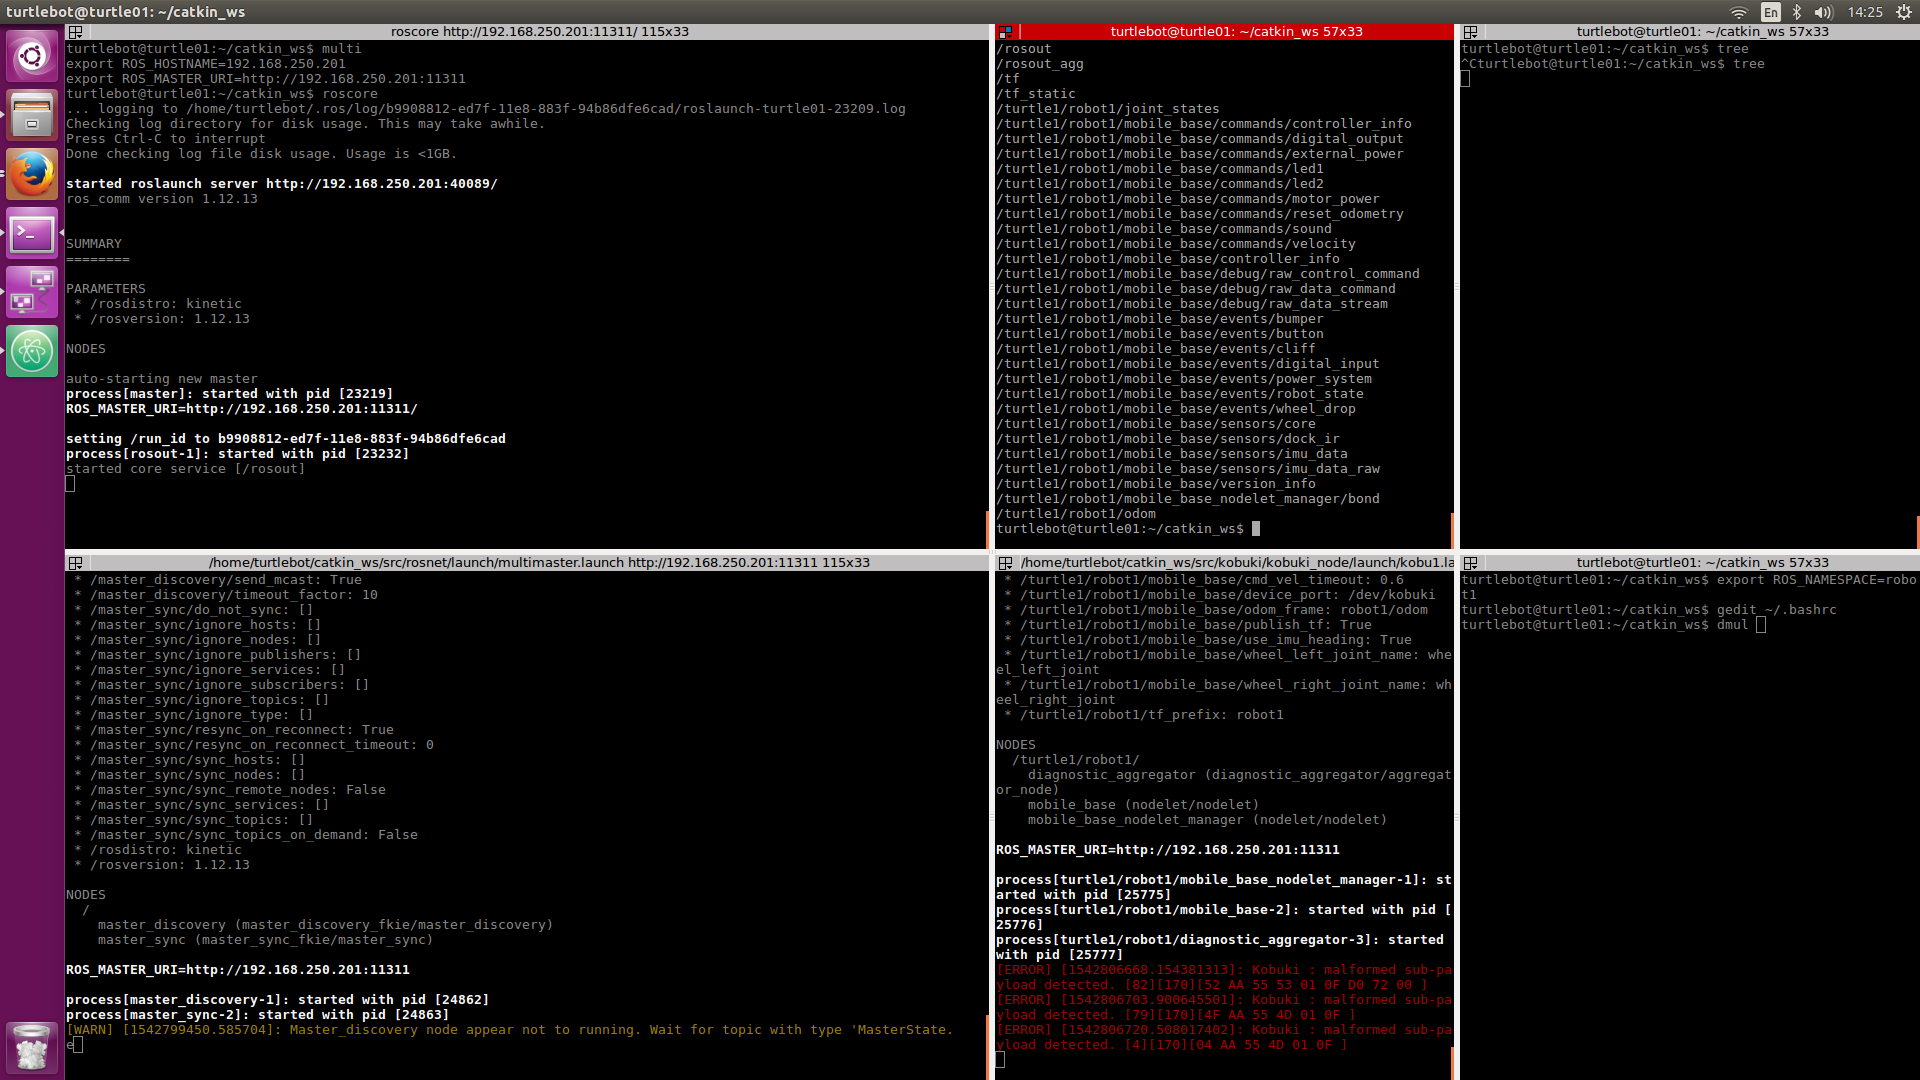 turtlebot@turtle01: ~/catkin_ws
En
14:25
roscore http://192.168.250.201:11311/ 115x33
turtlebot@turtle01:~/catkin_ws$ multi
export ROS_HOSTNAME=192.168.250.201
export ROS_MASTER_URI=http://192.168.250.201:11311
turtlebot@turtle01:~/catkin_ws$ roscore
... logging to /home/turtlebot/.ros/log/b9908812-ed7f-11e8-883f-94b86dfe6cad/roslaunch-turtle01-23209.log
Checking log directory for disk usage. This may take awhile.
Press Ctrl-C to interrupt
Done checking log file disk usage. Usage is <1GB.
started roslaunch server http://192.168.250.201:40089/
ros_comm version 1.12.13
SUMMARY
========
PARAMETERS
* /rosdistro: kinetic
* /rosversion: 1.12.13
NODES
auto-starting new master
process[master]: started with pid [23219]
ROS_MASTER_URI=http://192.168.250.201:11311/
setting /run_id to b9908812-ed7f-11e8-883f-94b86dfe6cad
process[rosout-1]: started with pid [23232]
started core service [/rosout]
turtlebot@turtle01: ~/catkin_ws 57x33
/rosout
/rosout_agg
/tf
/tf_static
/turtle1/robot1/joint_states
/turtle1/robot1/mobile_base/commands/controller_info
/turtle1/robot1/mobile_base/commands/digital_output
/turtle1/robot1/mobile_base/commands/external_power
/turtle1/robot1/mobile_base/commands/led1
/turtle1/robot1/mobile_base/commands/led2
/turtle1/robot1/mobile_base/commands/motor_power
/turtle1/robot1/mobile_base/commands/reset_odometry
/turtle1/robot1/mobile_base/commands/sound
/turtle1/robot1/mobile_base/commands/velocity
/turtle1/robot1/mobile_base/controller_info
/turtle1/robot1/mobile_base/debug/raw_control_command
/turtle1/robot1/mobile_base/debug/raw_data_command
/turtle1/robot1/mobile_base/debug/raw_data_stream
/turtle1/robot1/mobile_base/events/bumper
/turtle1/robot1/mobile_base/events/button
/turtle1/robot1/mobile_base/events/cliff
/turtle1/robot1/mobile_base/events/digital_input
/turtle1/robot1/mobile_base/events/power_system
/turtle1/robot1/mobile_base/events/robot_state
/turtle1/robot1/mobile_base/events/wheel_drop
/turtle1/robot1/mobile_base/sensors/core
/turtle1/robot1/mobile_base/sensors/dock_ir
/turtle1/robot1/mobile_base/sensors/imu_data
/turtle1/robot1/mobile_base/sensors/imu_data_raw
/turtle1/robot1/mobile_base/version_info
/turtle1/robot1/mobile_base_nodelet_manager/bond
/turtle1/robot1/odom
turtlebot@turtle01:~/catkin_ws$
turtlebot@turtle01: ~/catkin_ws 57x33
turtlebot@turtle01:~/catkin_ws$ tree
^Cturtlebot@turtle01:~/catkin_ws$ tree
/home/turtlebot/catkin_ws/src/rosnet/launch/multimaster.launch http://192.168.250.201:11311 115x33
* /master_discovery/send_mcast: True
* /master_discovery/timeout_factor: 10
* /master_sync/do_not_sync: []
* /master_sync/ignore_hosts: []
* /master_sync/ignore_nodes: []
* /master_sync/ignore_publishers: []
* /master_sync/ignore_services: []
* /master_sync/ignore_subscribers: []
* /master_sync/ignore_topics: []
* /master_sync/ignore_type: []
* /master_sync/resync_on_reconnect: True
* /master_sync/resync_on_reconnect_timeout: 0
* /master_sync/sync_hosts: []
* /master_sync/sync_nodes: []
* /master_sync/sync_remote_nodes: False
* /master_sync/sync_services: []
* /master_sync/sync_topics: []
* /master_sync/sync_topics_on_demand: False
* /rosdistro: kinetic
* /rosversion: 1.12.13
NODES
/
master_discovery (master_discovery_fkie/master_discovery)
master_sync (master_sync_fkie/master_sync)
ROS_MASTER_URI=http://192.168.250.201:11311
process[master_discovery-1]: started with pid [24862]
process[master_sync-2]: started with pid [24863]
[WARN] [1542799450.585704]: Master_discovery node appear not to running. Wait for topic with type 'MasterState.
e
/home/turtlebot/catkin_ws/src/kobuki/kobuki_node/launch/kobu1.la
* /turtle1/robot1/mobile_base/cmd_vel_timeout: 0.6
* /turtle1/robot1/mobile_base/device_port: /dev/kobuki
* /turtle1/robot1/mobile_base/odom_frame: robot1/odom
* /turtle1/robot1/mobile_base/publish_tf: True
* /turtle1/robot1/mobile_base/use_imu_heading: True
* /turtle1/robot1/mobile_base/wheel_left_joint_name: whe
el_left_joint
* /turtle1/robot1/mobile_base/wheel_right_joint_name: wh
eel_right_joint
* /turtle1/robot1/tf_prefix: robot1
NODES
/turtle1/robot1/
diagnostic_aggregator (diagnostic_aggregator/aggregat
or_node)
mobile_base (nodelet/nodelet)
mobile_base_nodelet_manager (nodelet/nodelet)
ROS_MASTER_URI=http://192.168.250.201:11311
process[turtle1/robot1/mobile_base_nodelet_manager-1]: st
arted with pid [25775]
process[turtle1/robot1/mobile_base-2]: started with pid [
25776]
process[turtle1/robot1/diagnostic_aggregator-3]: started
with pid [25777]
[ERROR] [1542806668.154381313]: Kobuki : malformed sub-pa
yload detected. [82][170][52 AA 55 53 01 0F D0 72 00 ]
[ERROR] [1542806703.900645501]: Kobuki : malformed sub-pa
yload detected. [79][170][4F AA 55 4D 01 0F ]
[ERROR] [1542806720.508017402]: Kobuki : malformed sub-pa
yload detected. [4][170][04 AA 55 4D 01 0F ]
turtlebot@turtle01: ~/catkin_ws 57x33
turtlebot@turtle01:~/catkin_ws$ export ROS_NAMESPACE=robo
t1
turtlebot@turtle01:~/catkin_ws$ gedit ~/.bashrc
turtlebot@turtle01:~/catkin_ws$ dmul